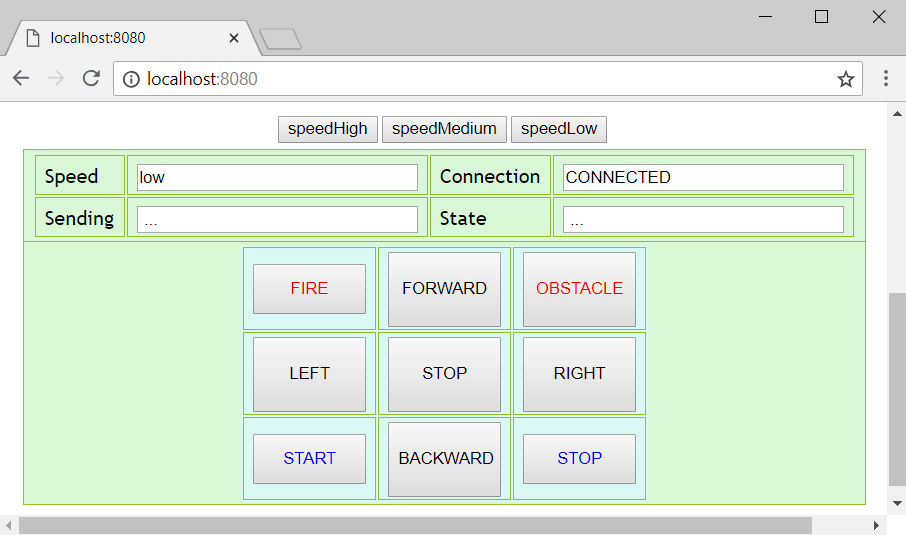 localhost:8080
localhost:8080
speedHigh speedMedium speedLow
Speed low Connection CONNECTED
Sending ... State ...
FIRE FORWARD OBSTACLE
LEFT STOP RIGHT
START BACKWARD STOP